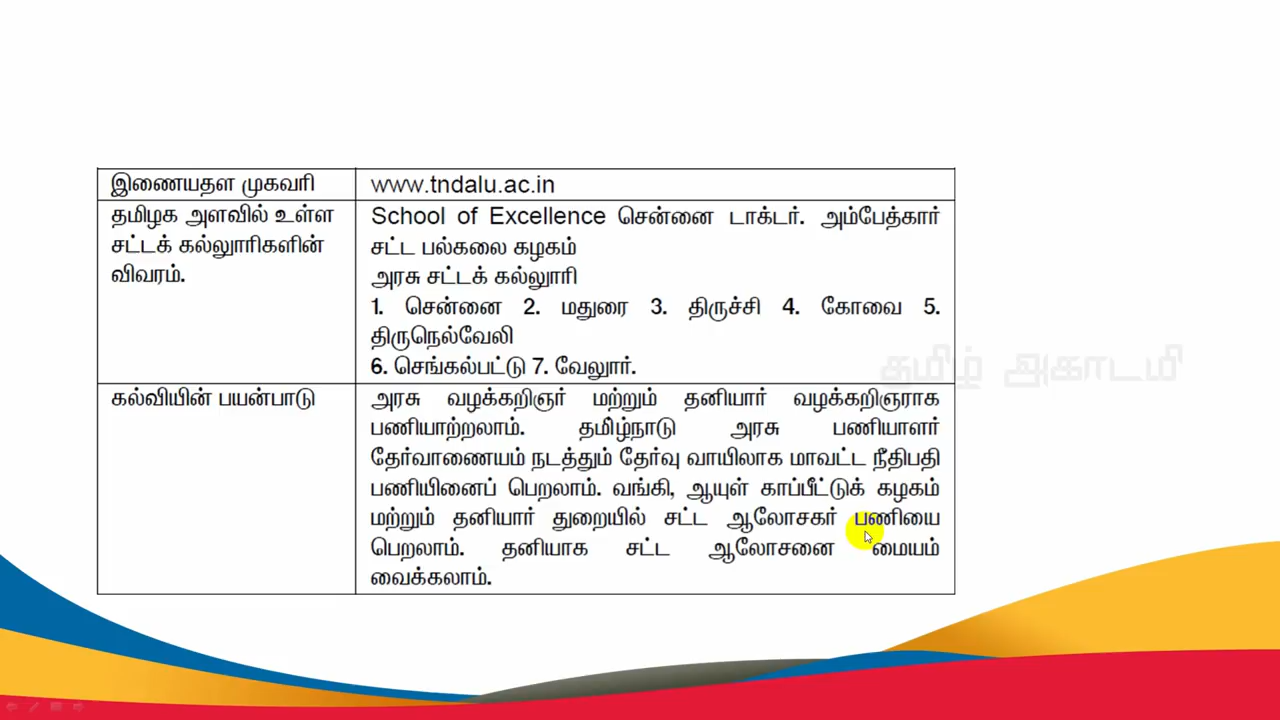 இணையதள முகவரி
www.tndalu.ac.in
தமிழக அளவில் உள்ள
சட்டக் கல்லுாரிகளின்
விவரம்.
School of Excellence சென்னை டாக்டர். அம்பேத்கார்
சட்ட பல்கலை கழகம்
அரசு சட்டக் கல்லுாரி
1. சென்னை 2. மதுரை 3. திருச்சி 4. கோவை 5.
திருநெல்வேலி
6. செங்கல்பட்டு 7. வேலுார்.
கல்வியின் பயன்பாடு
அரசு வழக்கறிஞர் மற்றும் தனியார் வழக்கறிஞராக
பணியாற்றலாம். தமிழ்நாடு அரசு பணியாளர்
தேர்வாணையம் நடத்தும் தேர்வு வாயிலாக மாவட்ட நீதிபதி
பணியினைப் பெறலாம். வங்கி, ஆயுள் காப்பீட்டுக் கழகம்
மற்றும் தனியார் துறையில் சட்ட ஆலோசகர் பணியை
பெறலாம். தனியாக சட்ட ஆலோசனை மையம்
வைக்கலாம்.
தமிழ் அகாடமி